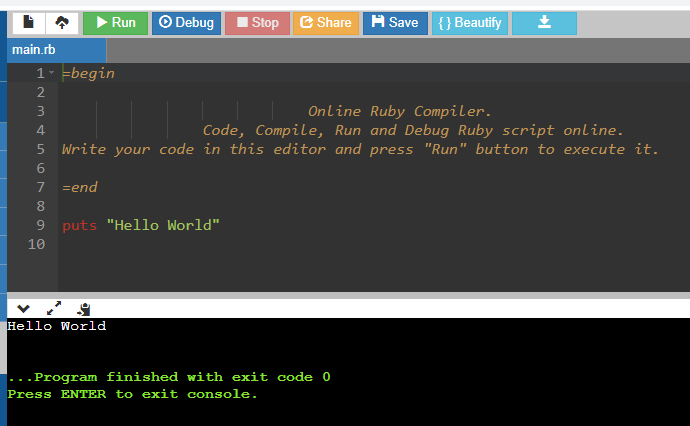 Run Debug Stop Share Save { } Beautify
main.rb
1 =begin
2
3 Online Ruby Compiler.
4 Code, Compile, Run and Debug Ruby script online.
5 Write your code in this editor and press "Run" button to execute it.
6
7 =end
8
9 puts "Hello World"
10
Hello World
...Program finished with exit code 0
Press ENTER to exit console.